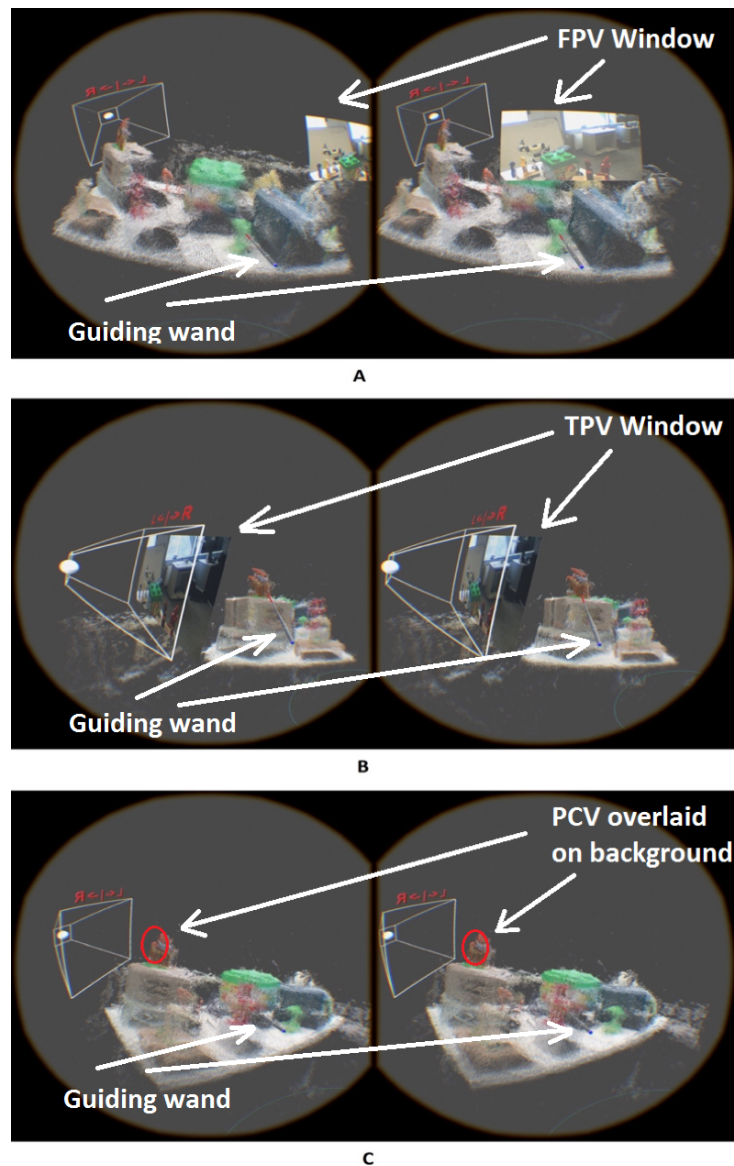 FPV Window
R<-|->L
R<-|->L
Guiding wand
A
TPV Window
L<-|->R
L<-|->R
Guiding wand
B
PCV overlaid
on background
R<-|->L
R<-|->L
Guiding wand
C